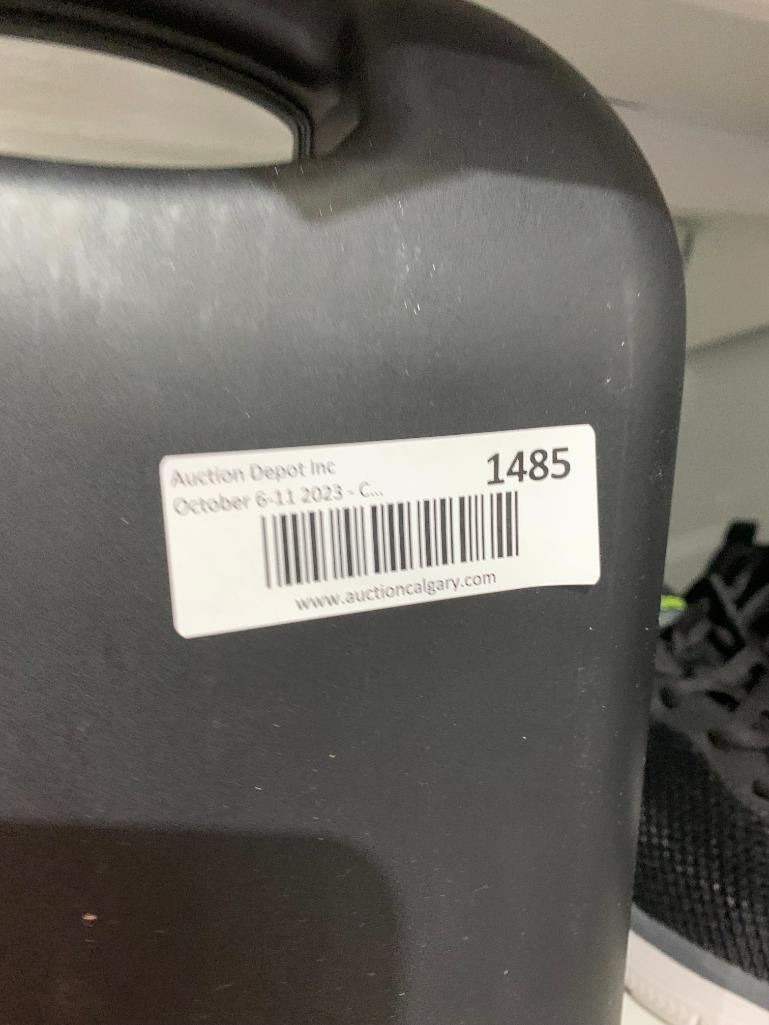 Auction Depot Inc
1485
October 6-11 2023 - C...
www.auctioncalgary.com